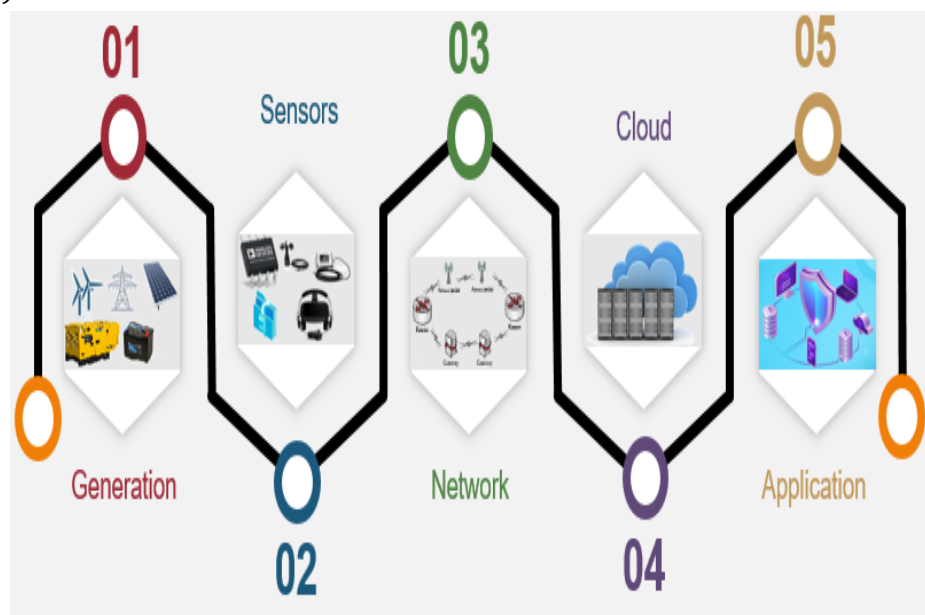 01
Generation
Sensors
02
03
Network
Cloud
04
05
Application